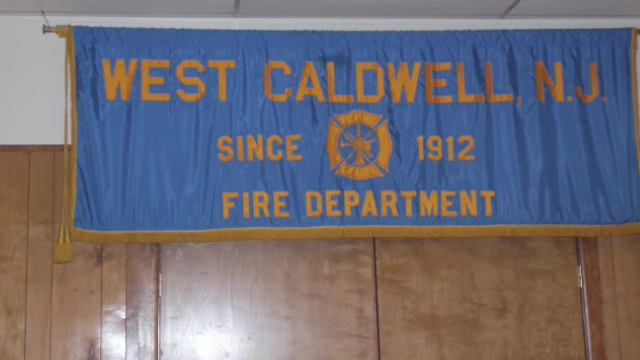 WEST CALDWELL, N.J.
SINCE 1912
FIRE DEPARTMENT